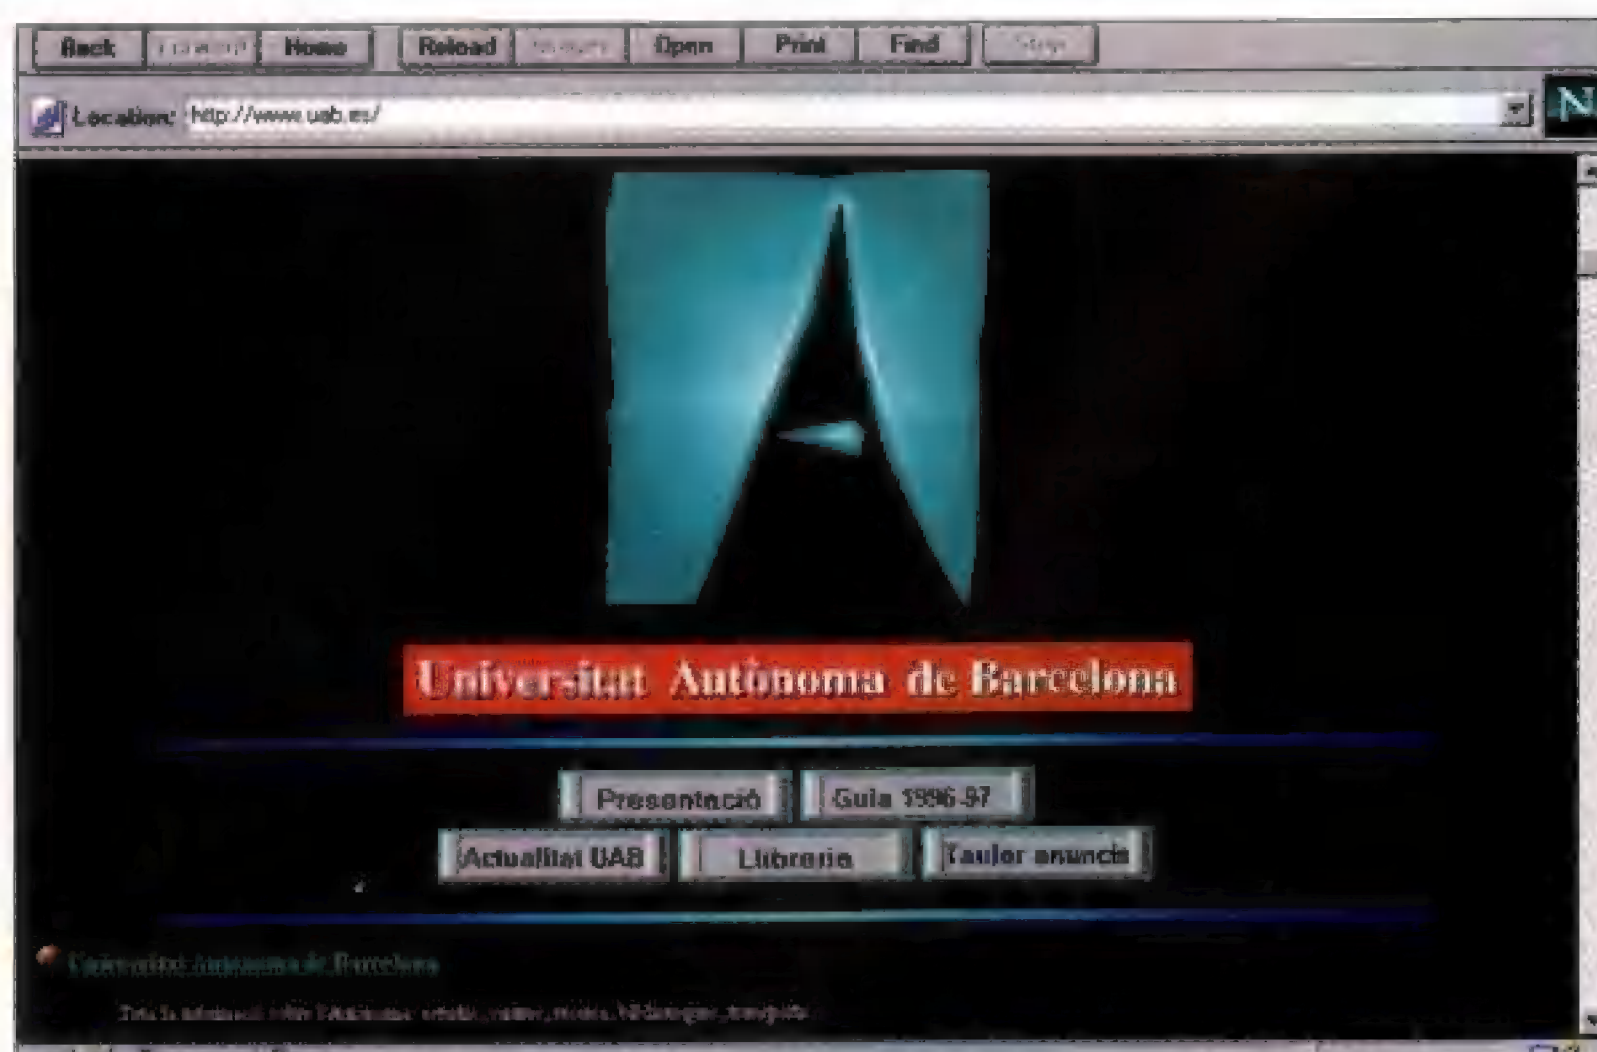 Back Home Reload Open Print Find Stop
Location: http://www.uab.es/
N
A
Universitat Autònoma de Barcelona
Presentació Guia 1996-97
Actualitat UAB Llibreria Tauler anuncis
Universitat Autònoma de Barcelona